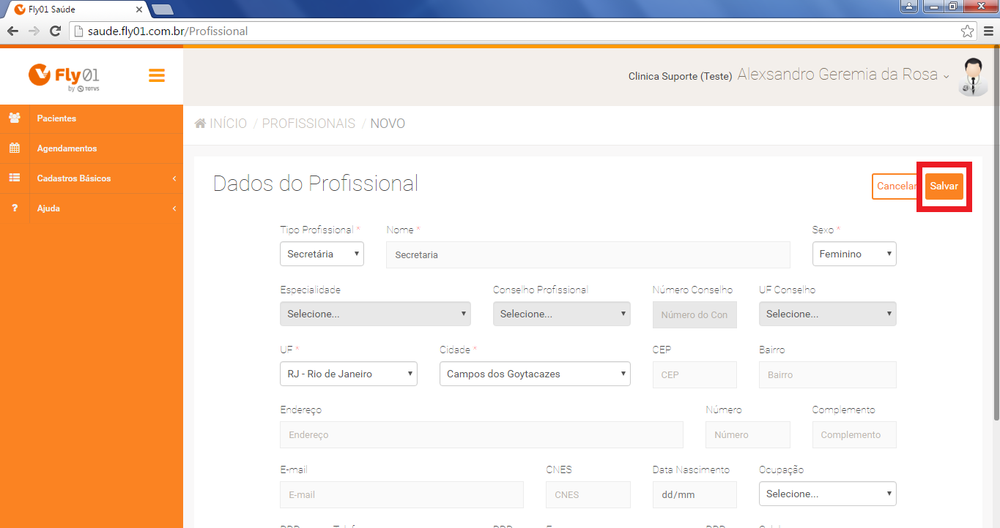 Fly01 Saúde
saude.fly01.com.br/Profissional
Fly01
by TOTVS
Clinica Suporte (Teste) Alexsandro Geremia da Rosa
Pacientes
Agendamentos
Cadastros Básicos
? Ajuda
INÍCIO / PROFISSIONAIS / NOVO
Dados do Profissional
Cancelar Salvar
Tipo Profissional * Nome * Sexo *
Secretária Secretaria Feminino
Especialidade Conselho Profissional Número Conselho UF Conselho
Selecione... Selecione... Número do Con Selecione...
UF * Cidade * CEP Bairro
RJ - Rio de Janeiro Campos dos Goytacazes CEP Bairro
Endereço Número Complemento
Endereço Número Complemento
E-mail CNES Data Nascimento Ocupação
E-mail CNES dd/mm Selecione...